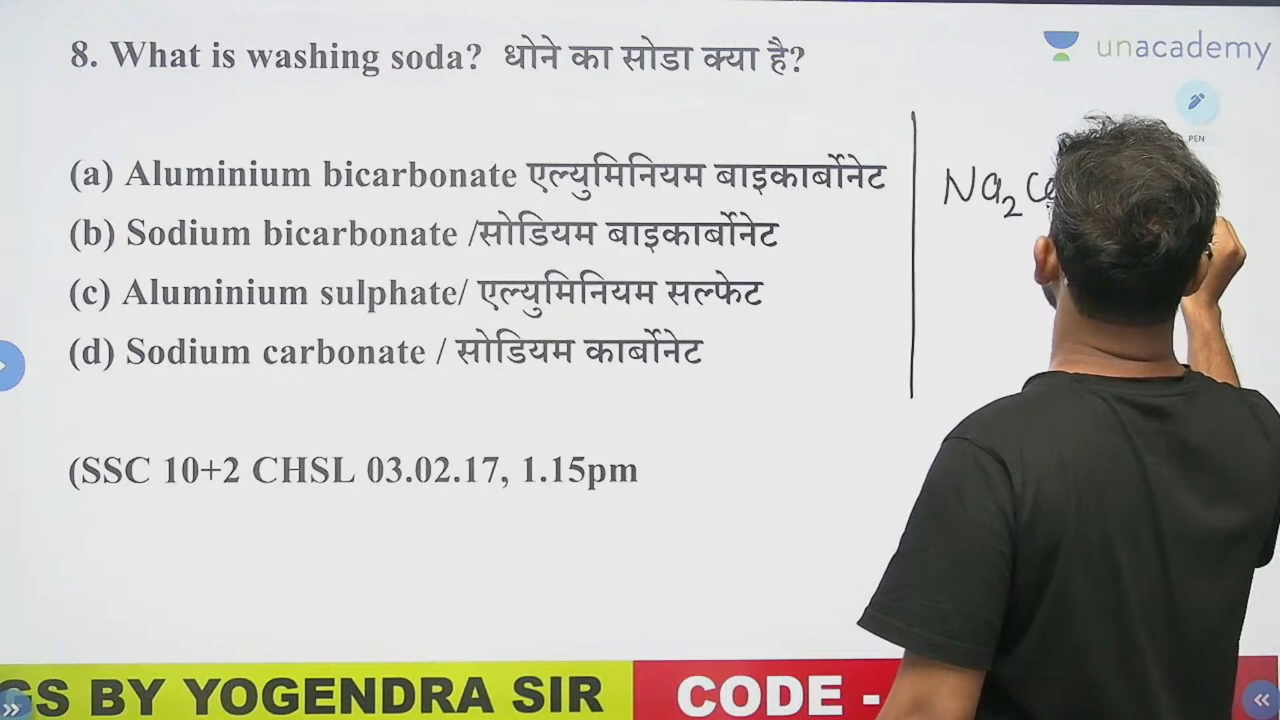 8. What is washing soda? धोने का सोडा क्या है?
unacademy
PEN
(a) Aluminium bicarbonate एल्युमिनियम बाइकार्बोनेट
(b) Sodium bicarbonate /सोडियम बाइकार्बोनेट
(c) Aluminium sulphate/ एल्युमिनियम सल्फेट
(d) Sodium carbonate / सोडियम कार्बोनेट
Na₂C
(SSC 10+2 CHSL 03.02.17, 1.15pm
GS BY YOGENDRA SIR
CODE -